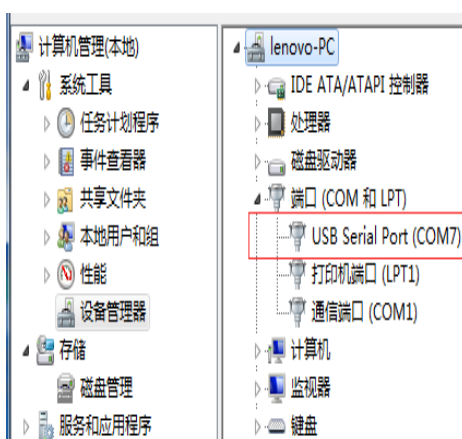 计算机管理(本地)
系统工具
任务计划程序
事件查看器
共享文件夹
本地用户和组
性能
设备管理器
存储
磁盘管理
服务和应用程序
lenovo-PC
IDE ATA/ATAPI 控制器
处理器
磁盘驱动器
端口 (COM 和 LPT)
USB Serial Port (COM7)
打印机端口 (LPT1)
通信端口 (COM1)
计算机
监视器
键盘